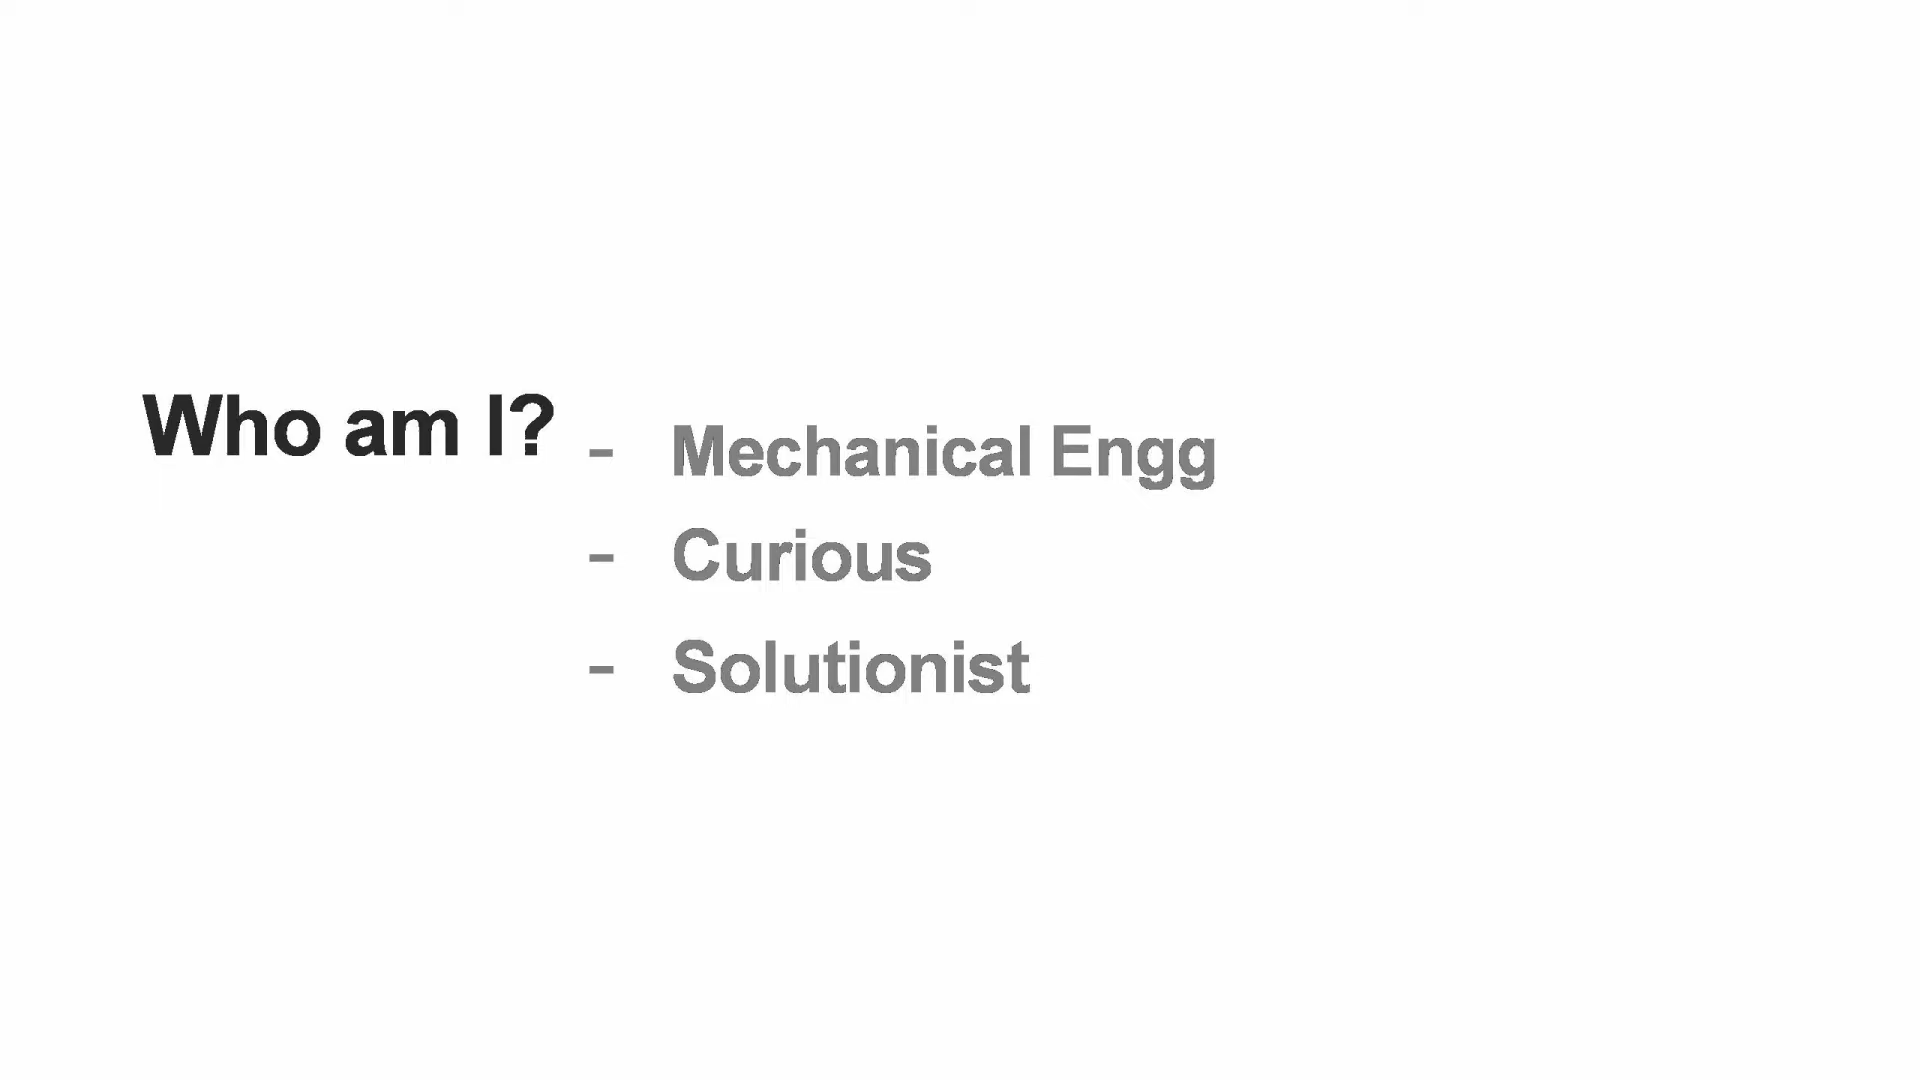 Who am I?
- Mechanical Engg
- Curious
- Solutionist